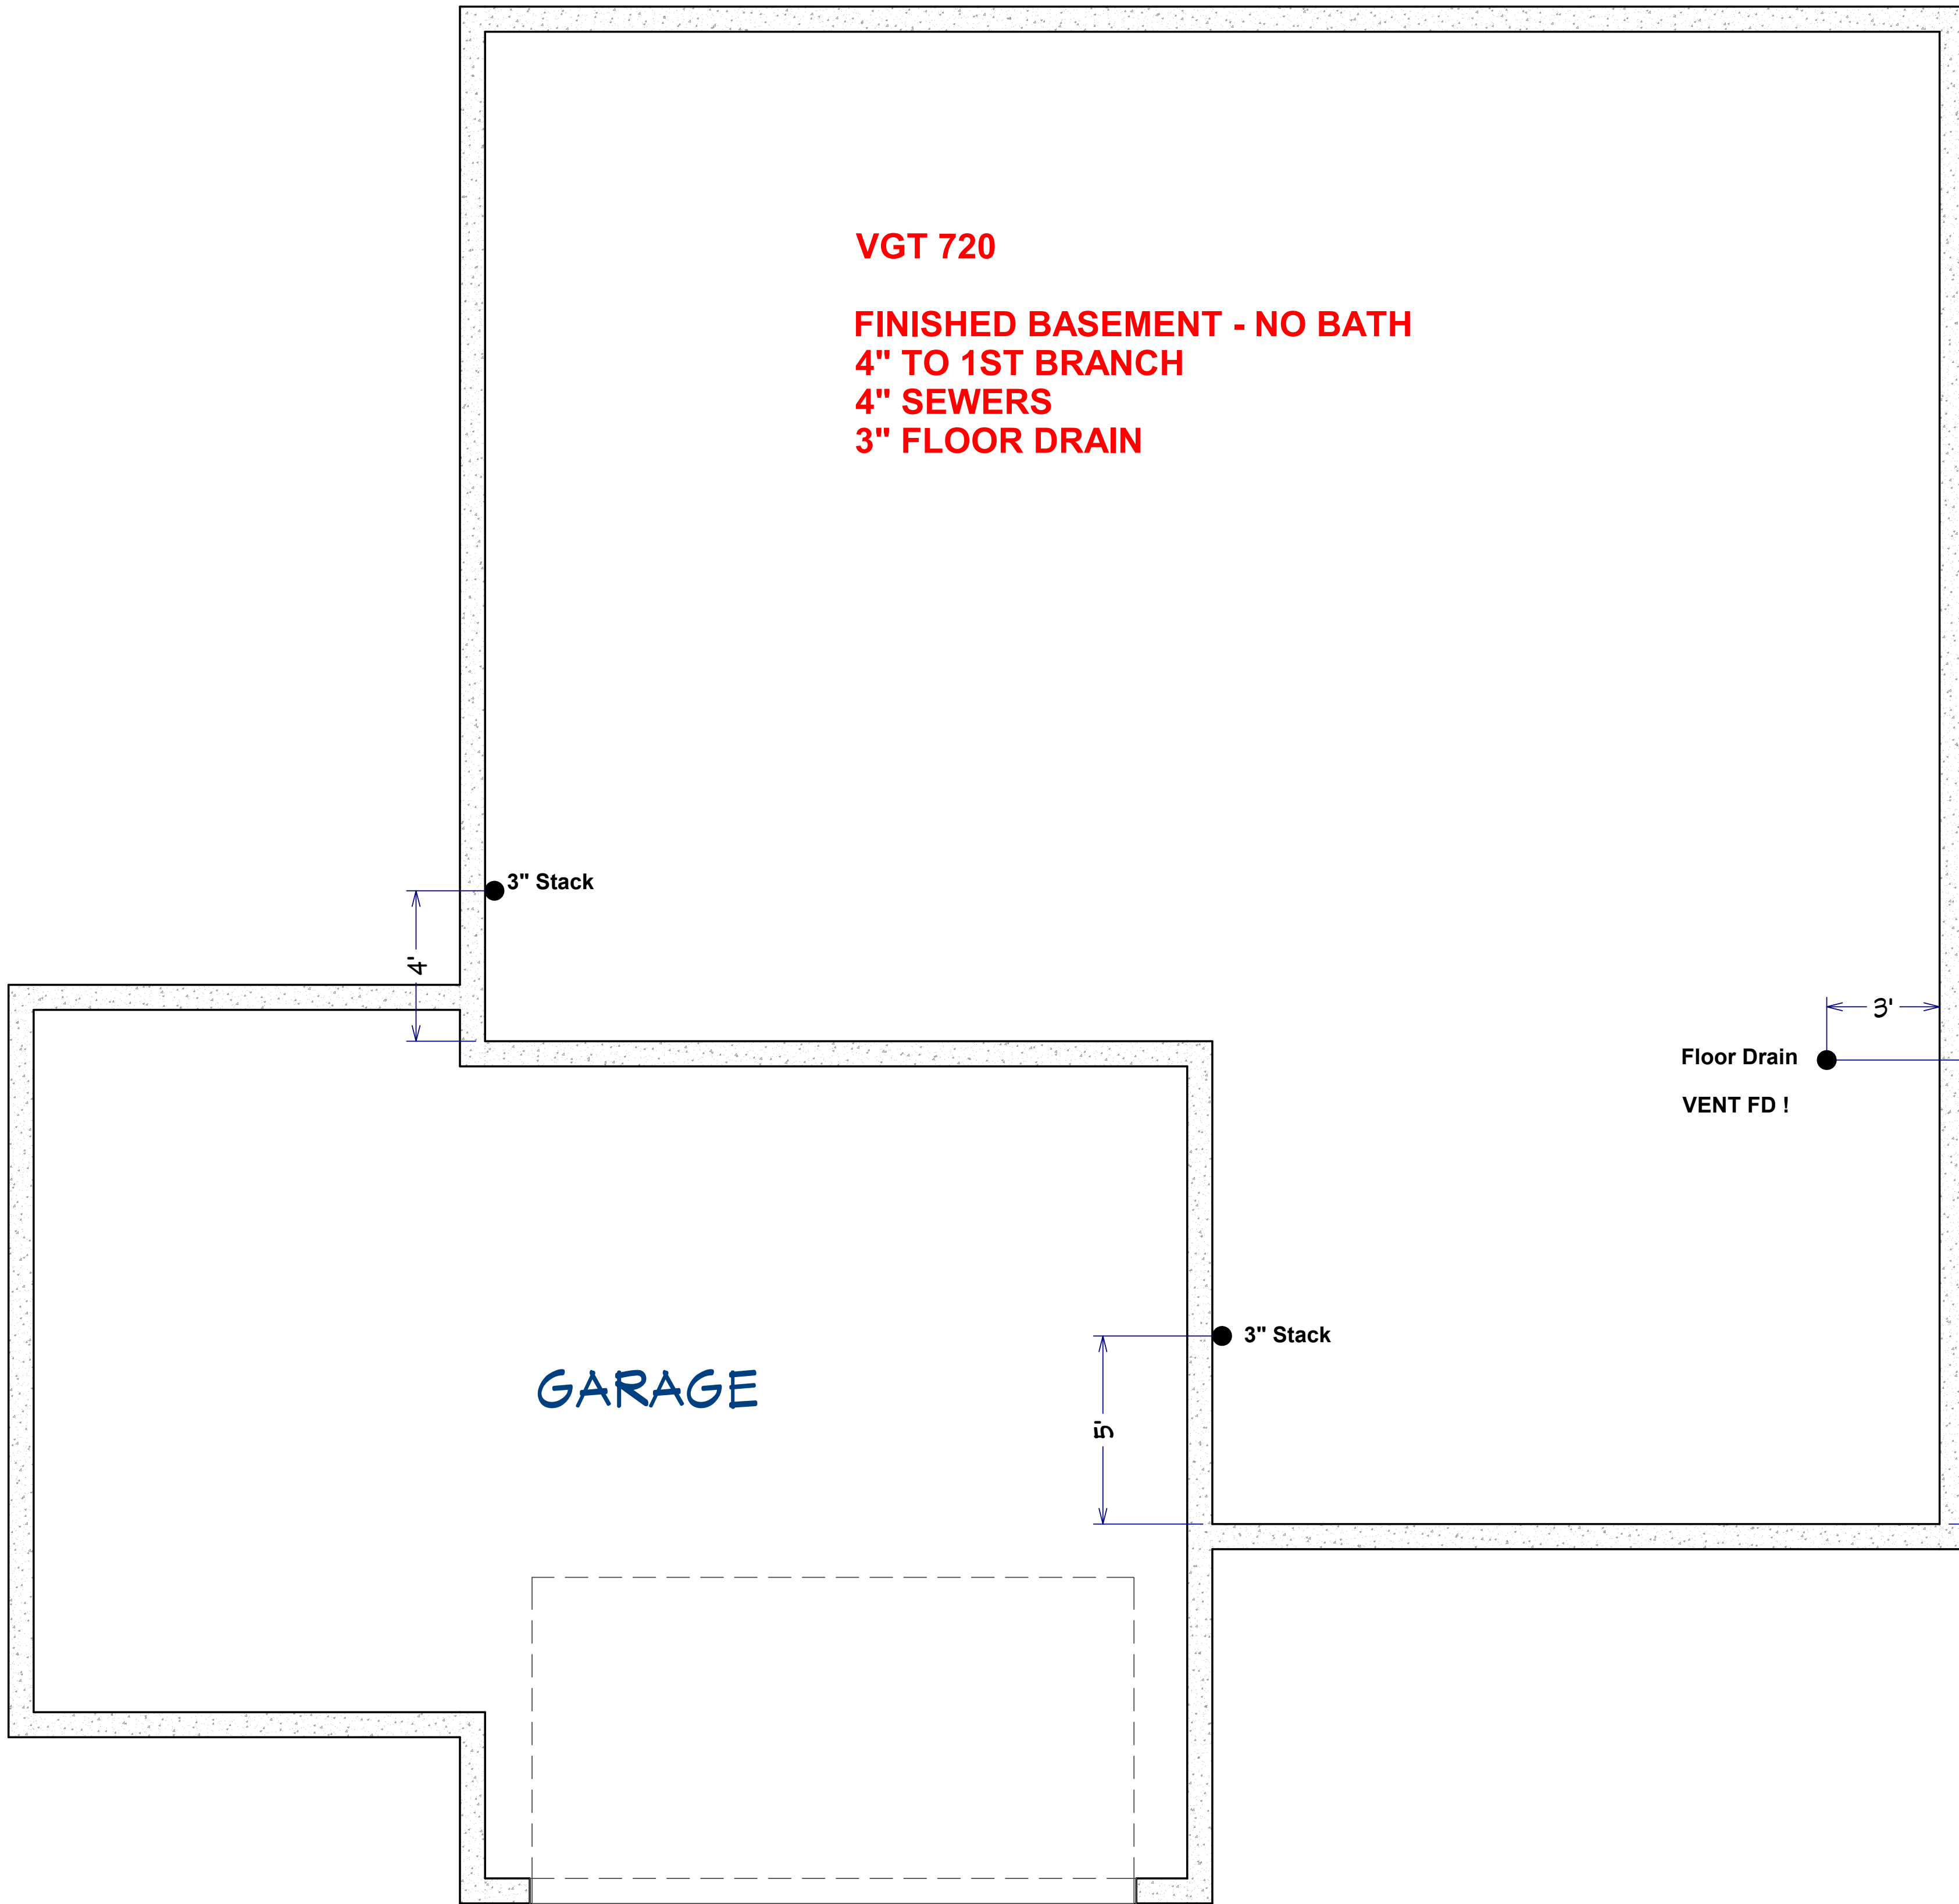 VGT 720
FINISHED BASEMENT - NO BATH
4" TO 1ST BRANCH
4" SEWERS
3" FLOOR DRAIN
3" Stack
4'
3'
Floor Drain
VENT FD !
3" Stack
5'
GARAGE